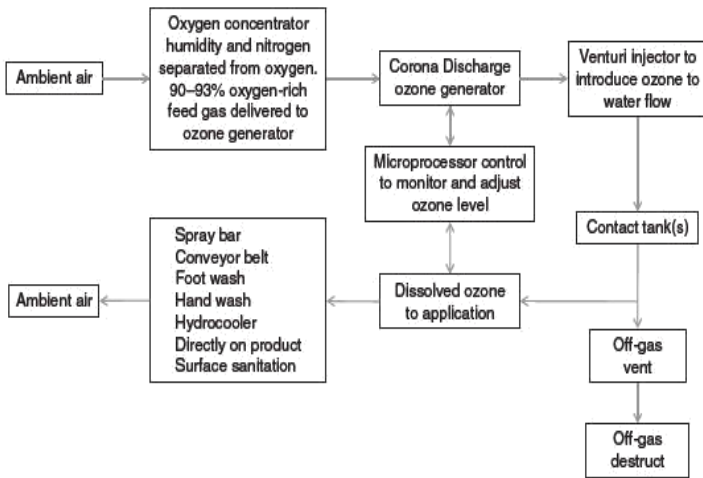 Ambient air
Oxygen concentrator
humidity and nitrogen
separated from oxygen.
90–93% oxygen-rich
feed gas delivered to
ozone generator
Corona Discharge
ozone generator
Venturi injector to
introduce ozone to
water flow
Microprocessor control
to monitor and adjust
ozone level
Contact tank(s)
Ambient air
Spray bar
Conveyor belt
Foot wash
Hand wash
Hydrocooler
Directly on product
Surface sanitation
Dissolved ozone
to application
Off-gas
vent
Off-gas
destruct